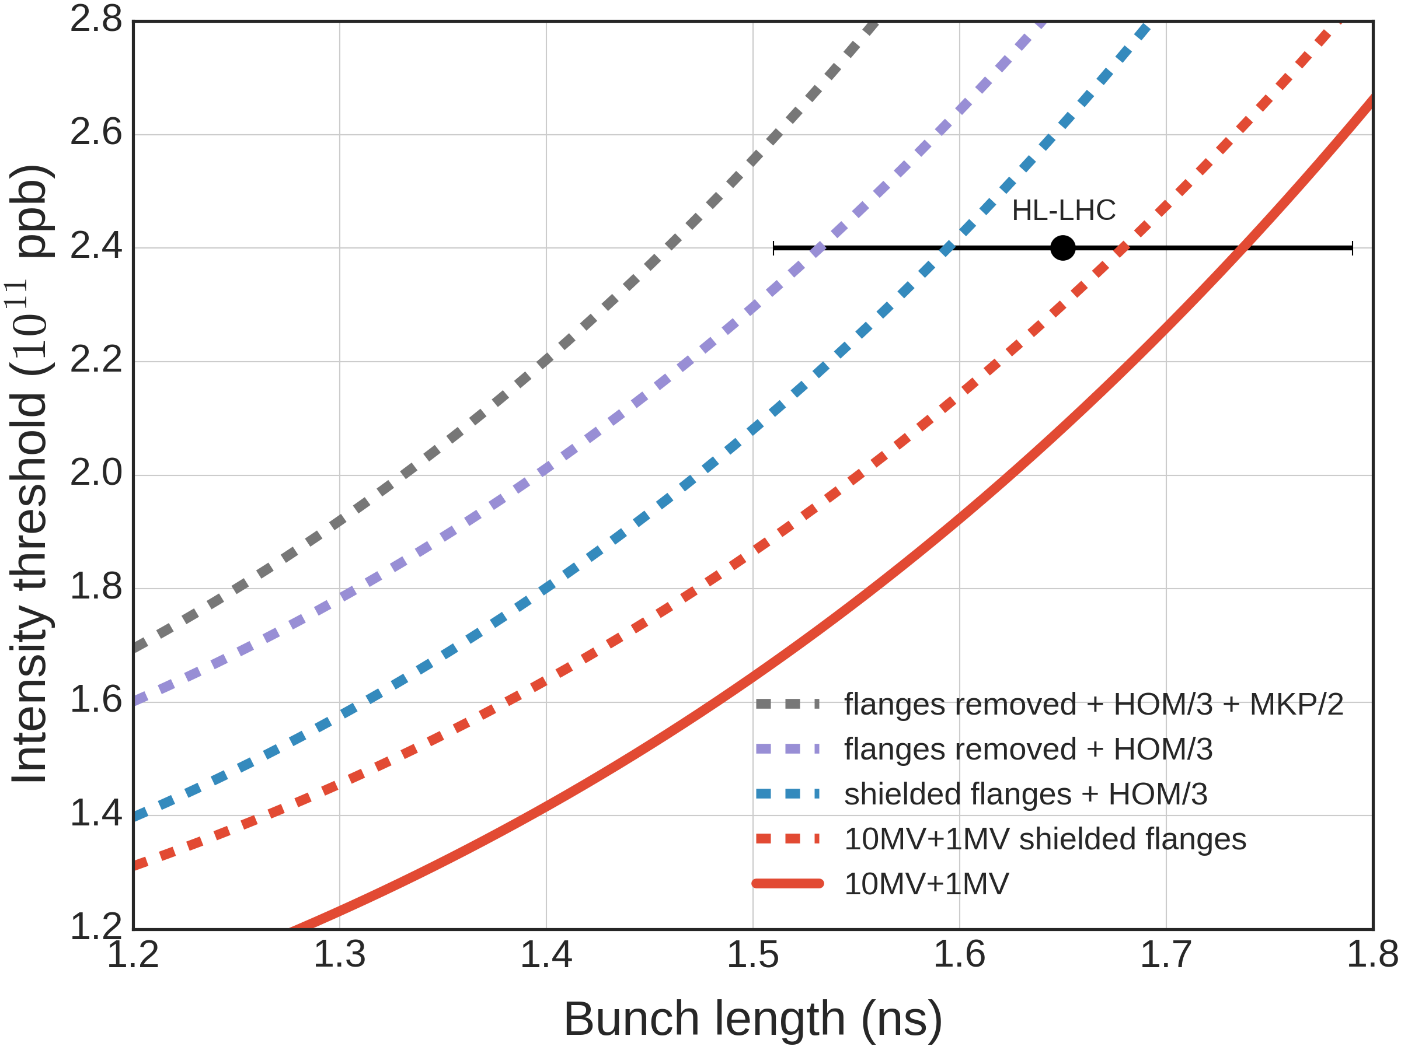 2.8
2.6
2.4
2.2
2.0
1.8
1.6
1.4
1.2
Intensity threshold (10^11 ppb)
HL-LHC
flanges removed + HOM/3 + MKP/2
flanges removed + HOM/3
shielded flanges + HOM/3
10MV+1MV shielded flanges
10MV+1MV
1.2 1.3 1.4 1.5 1.6 1.7 1.8
Bunch length (ns)